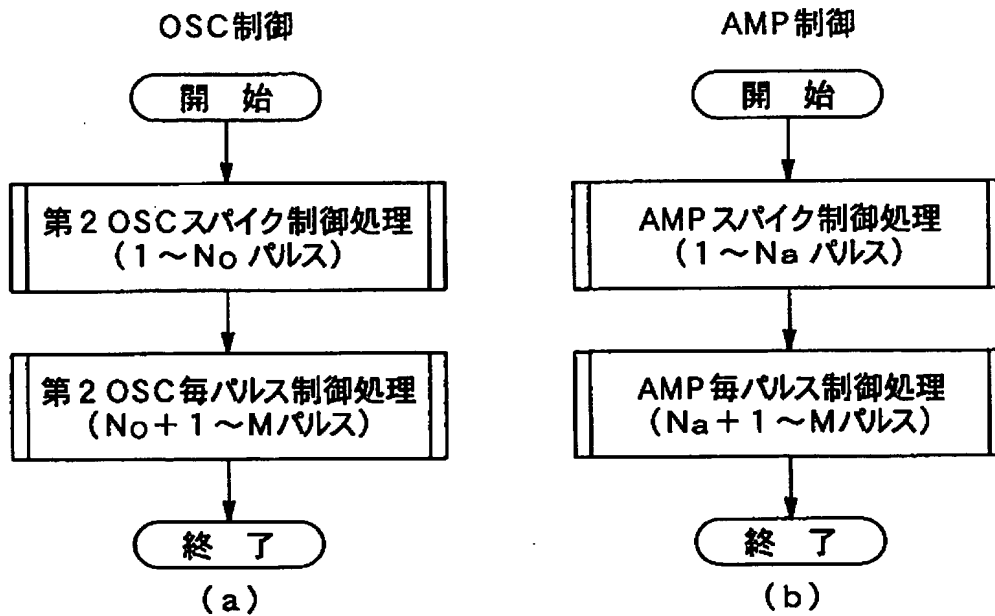 OSC制御
開 始
第2OSCスパイク制御処理
(1～Noパルス)
第2OSC毎パルス制御処理
(No+1～Mパルス)
終 了
(a)
AMP制御
開 始
AMPスパイク制御処理
(1～Naパルス)
AMP毎パルス制御処理
(Na+1～Mパルス)
終 了
(b)